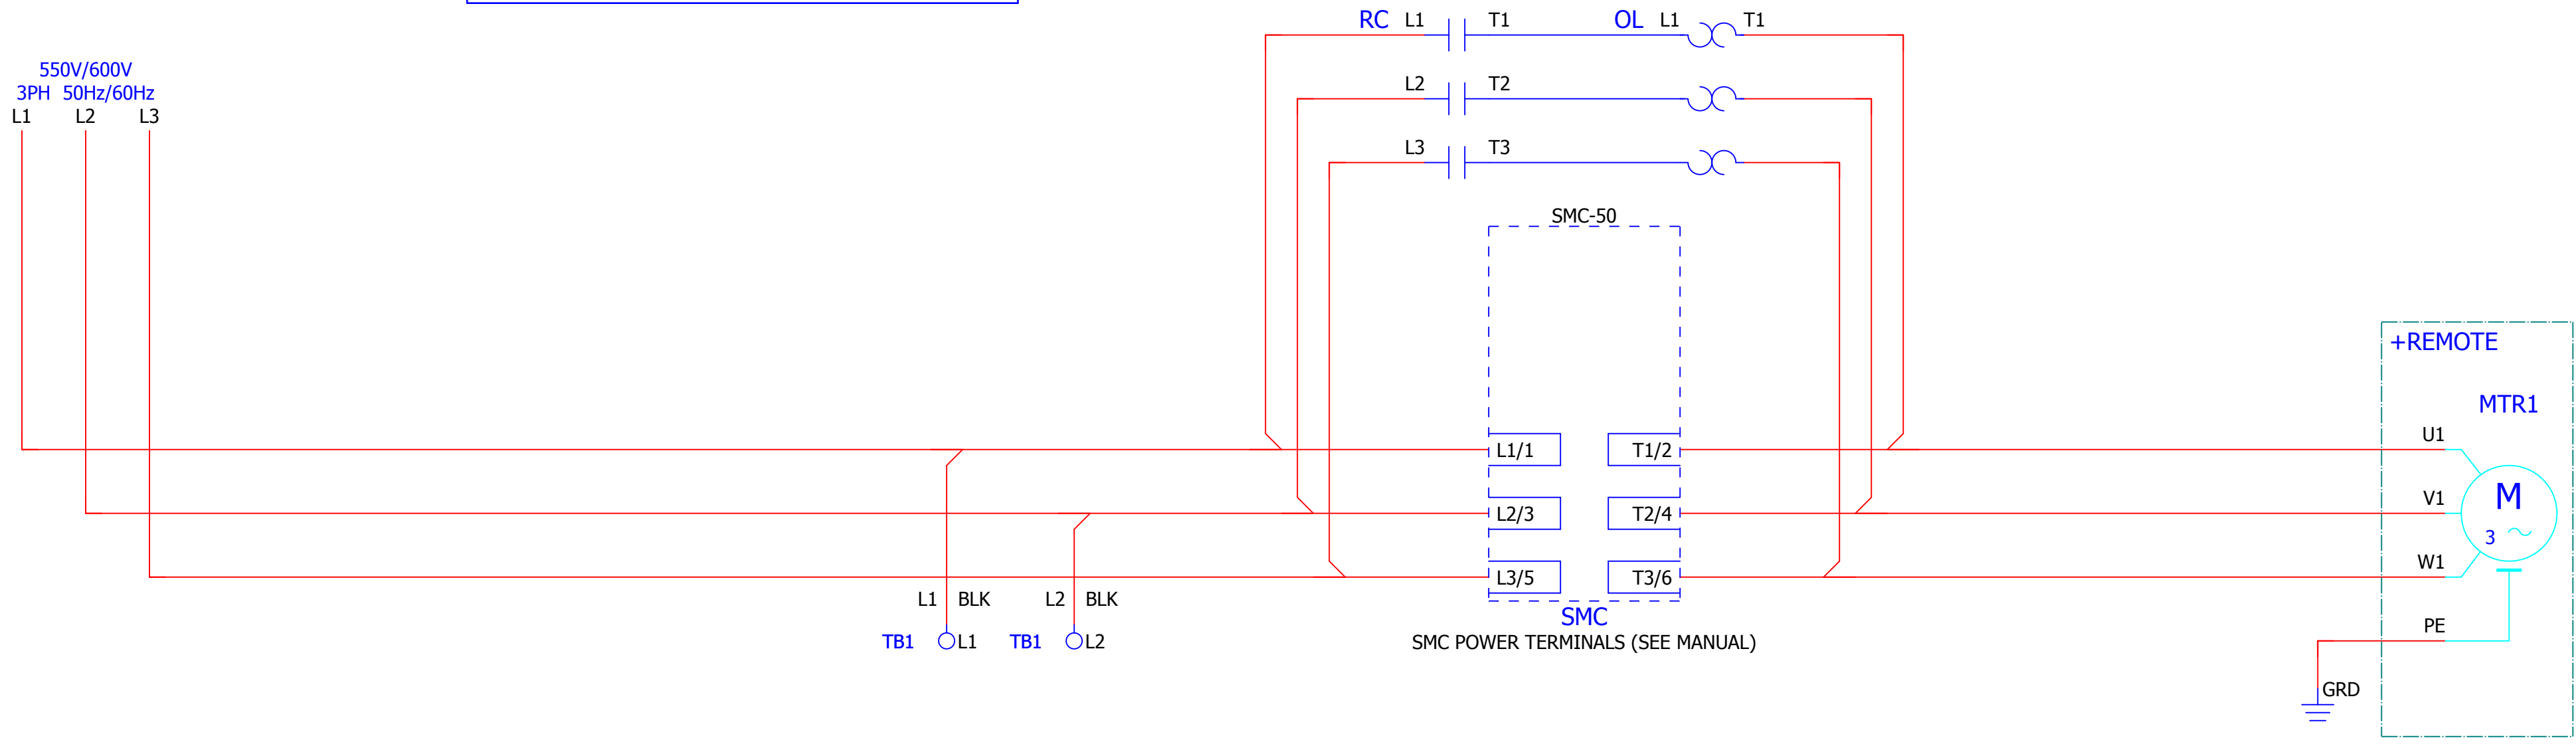 RC L1 T1 OL L1 T1
550V/600V
3PH 50Hz/60Hz
L1 L2 L3
L2 T2
L3 T3
SMC-50
+REMOTE
MTR1
U1
L1/1 T1/2
V1
M
3
L2/3 T2/4
W1
L3/5 T3/6
L1 BLK L2 BLK
SMC
PE
TB1 L1 TB1 L2
SMC POWER TERMINALS (SEE MANUAL)
GRD